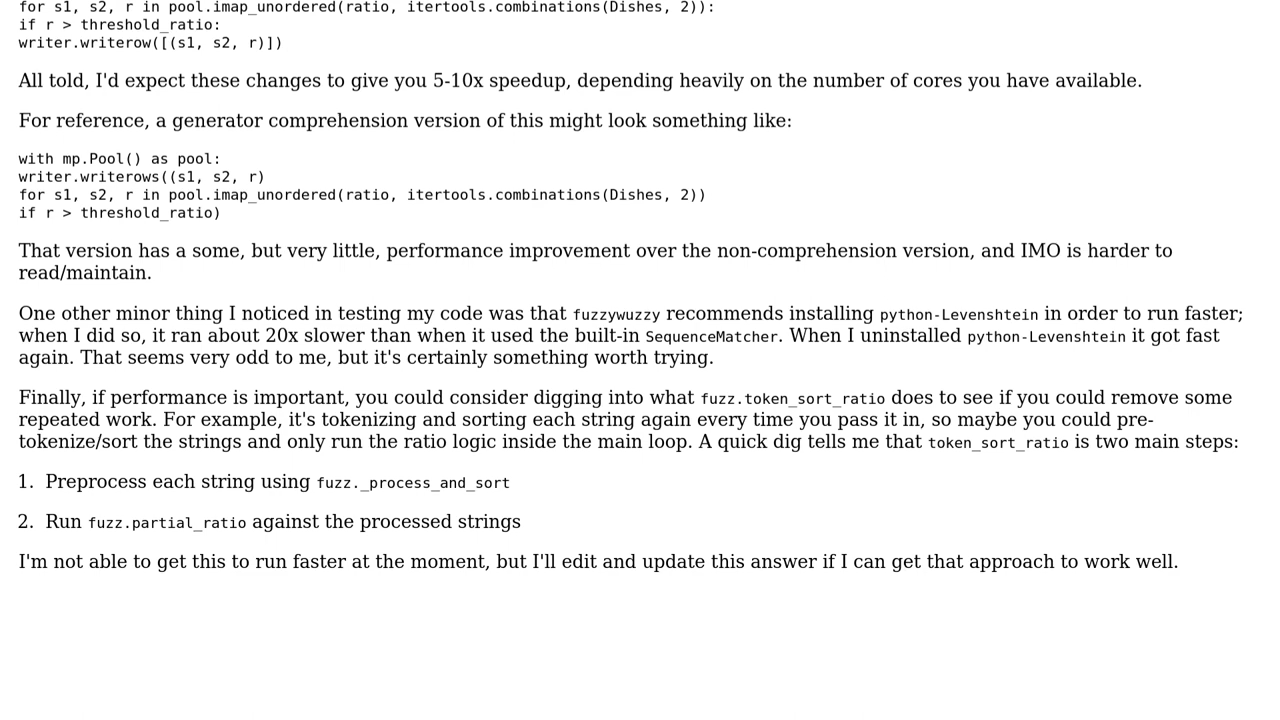 for s1, s2, r in pool.imap_unordered(ratio, itertools.combinations(Dishes, 2)):
if r > threshold_ratio:
writer.writerow([(s1, s2, r)])
All told, I'd expect these changes to give you 5-10x speedup, depending heavily on the number of cores you have available.
For reference, a generator comprehension version of this might look something like:
with mp.Pool() as pool:
writer.writerows((s1, s2, r)
for s1, s2, r in pool.imap_unordered(ratio, itertools.combinations(Dishes, 2))
if r > threshold_ratio)
That version has a some, but very little, performance improvement over the non-comprehension version, and IMO is harder to
read/maintain.
One other minor thing I noticed in testing my code was that fuzzywuzzy recommends installing python-Levenshtein in order to run faster;
when I did so, it ran about 20x slower than when it used the built-in SequenceMatcher. When I uninstalled python-Levenshtein it got fast
again. That seems very odd to me, but it's certainly something worth trying.
Finally, if performance is important, you could consider digging into what fuzz.token_sort_ratio does to see if you could remove some
repeated work. For example, it's tokenizing and sorting each string again every time you pass it in, so maybe you could pre-
tokenize/sort the strings and only run the ratio logic inside the main loop. A quick dig tells me that token_sort_ratio is two main steps:
1. Preprocess each string using fuzz._process_and_sort
2. Run fuzz.partial_ratio against the processed strings
I'm not able to get this to run faster at the moment, but I'll edit and update this answer if I can get that approach to work well.